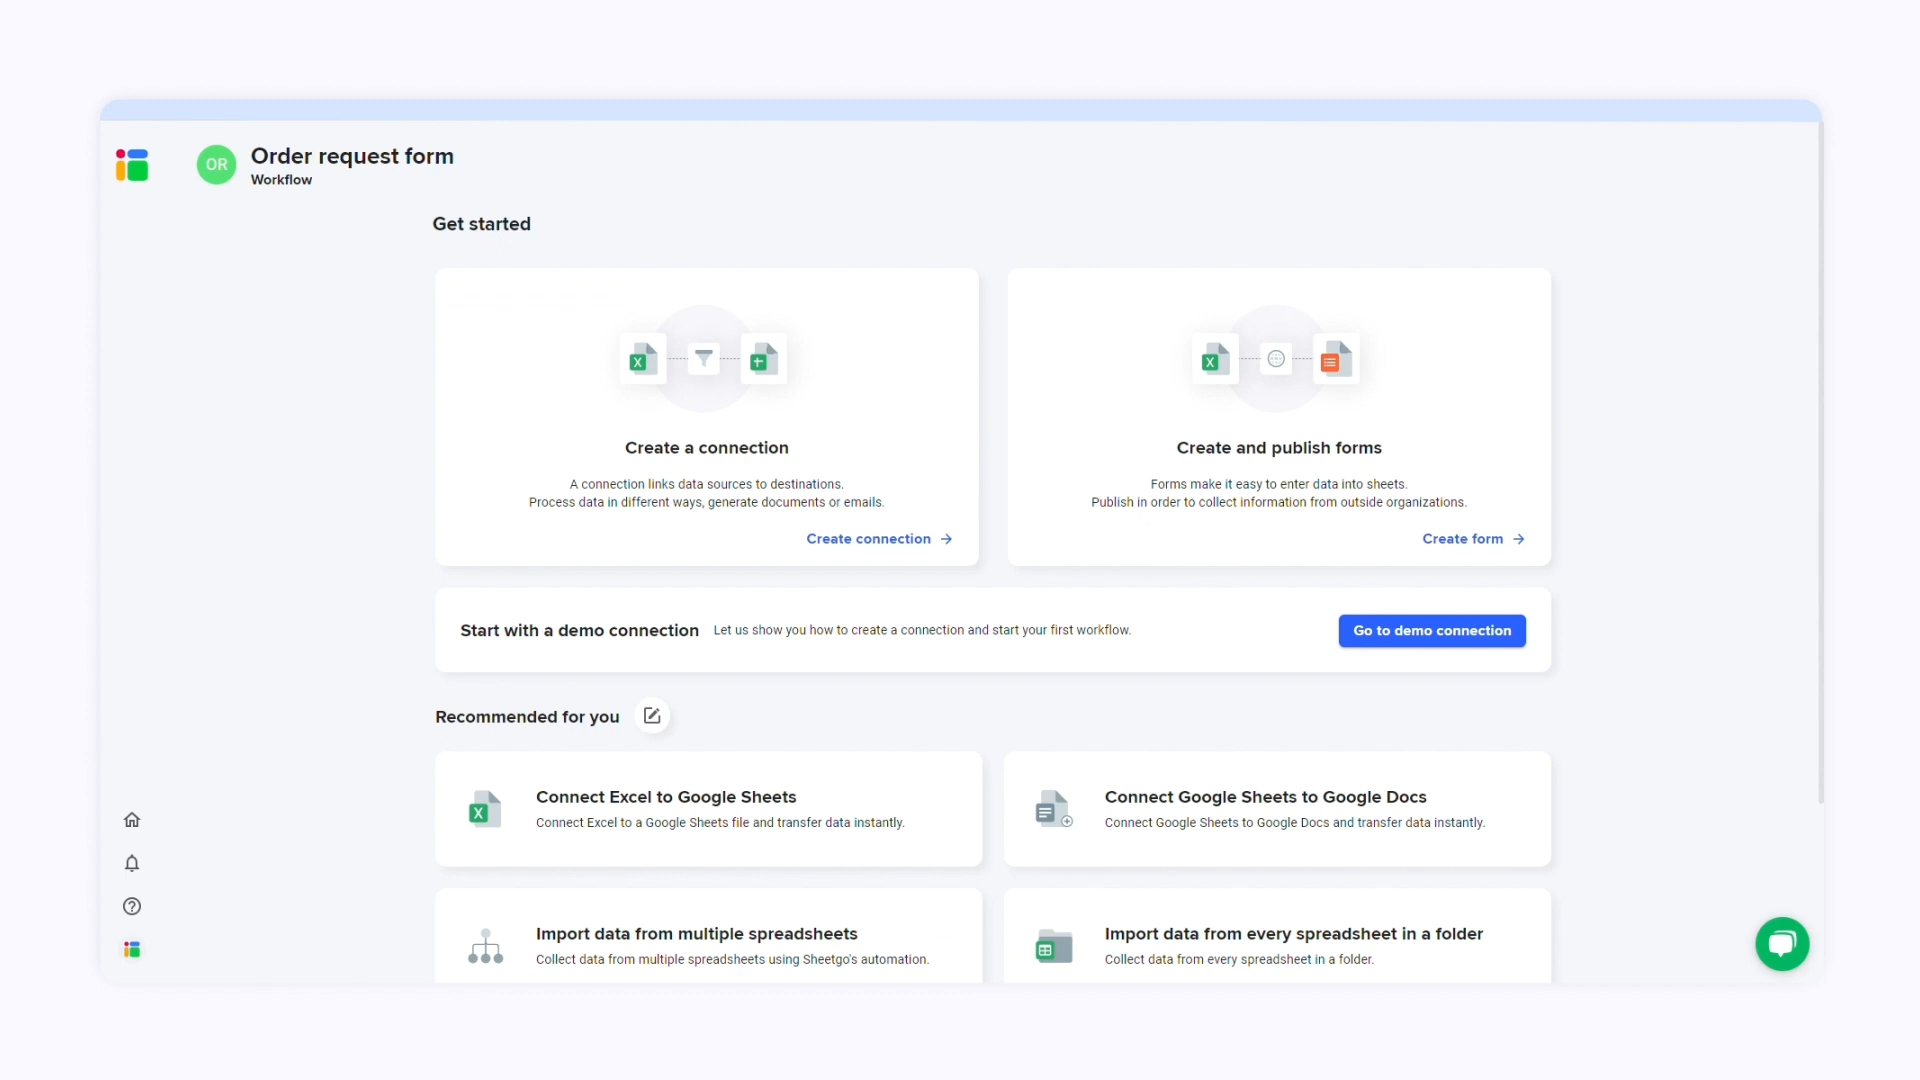 OR
Order request form
Workflow
Get started
Create a connection
A connection links data sources to destinations.
Process data in different ways, generate documents or emails.
Create connection
Create and publish forms
Forms make it easy to enter data into sheets.
Publish in order to collect information from outside organizations.
Create form
Start with a demo connection
Let us show you how to create a connection and start your first workflow.
Go to demo connection
Recommended for you
Connect Excel to Google Sheets
Connect Excel to a Google Sheets file and transfer data instantly.
Connect Google Sheets to Google Docs
Connect Google Sheets to Google Docs and transfer data instantly.
Import data from multiple spreadsheets
Collect data from multiple spreadsheets using Sheetgo's automation.
Import data from every spreadsheet in a folder
Collect data from every spreadsheet in a folder.